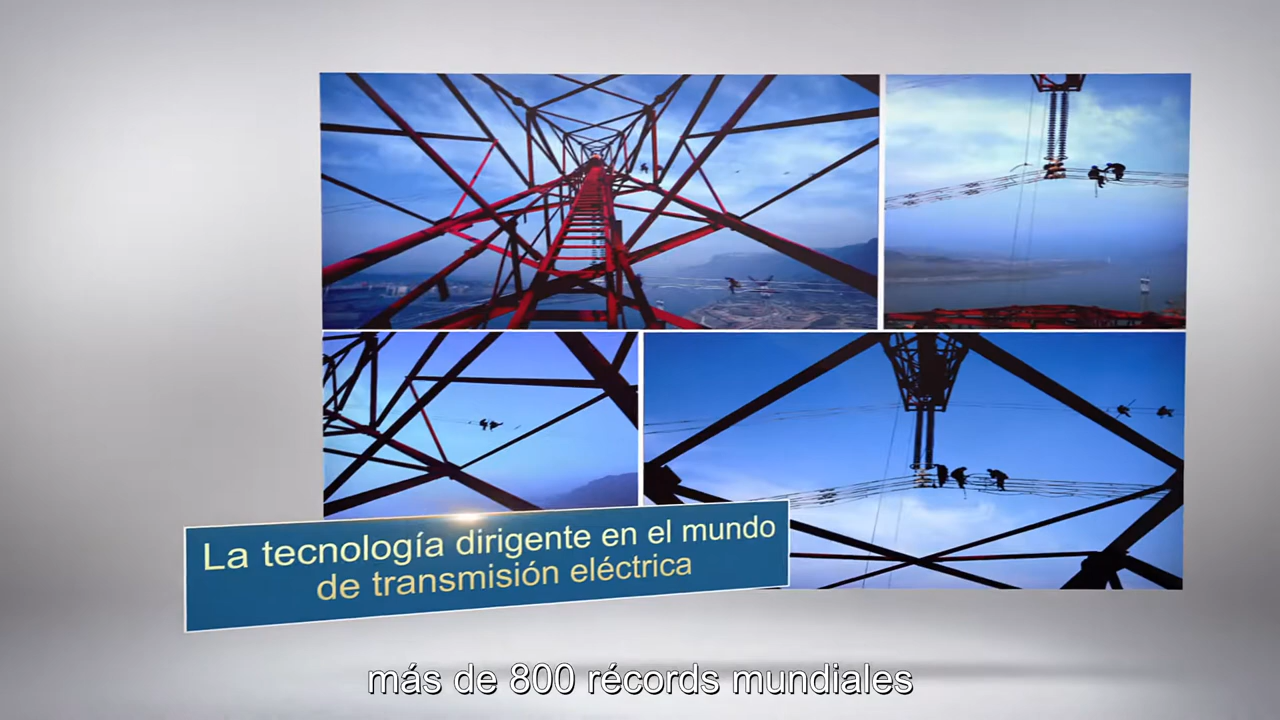 La tecnología dirigente en el mundo
de transmisión eléctrica
más de 800 récords mundiales